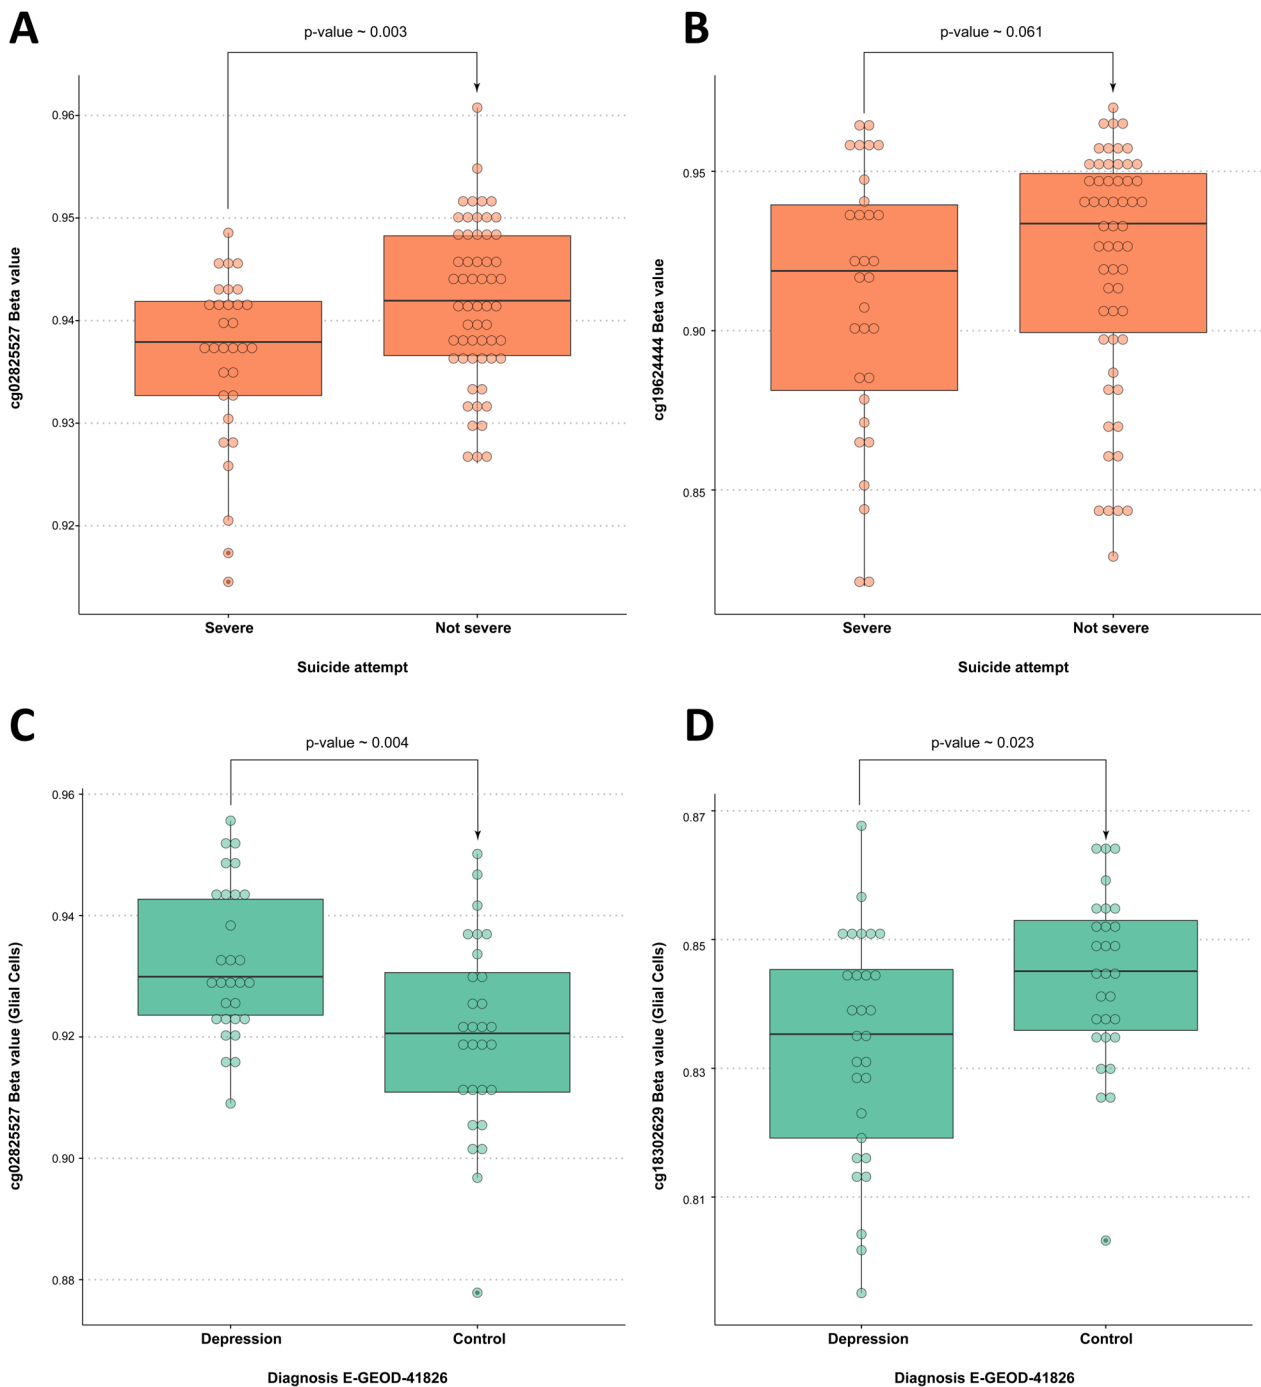 A
p-value ~ 0.003
cg02825527 Beta value
0.96
0.95
0.94
0.93
0.92
Severe
Not severe
Suicide attempt
B
p-value ~ 0.061
cg19624444 Beta value
0.95
0.90
0.85
Severe
Not severe
Suicide attempt
C
p-value ~ 0.004
cg02825527 Beta value (Glial Cells)
0.96
0.94
0.92
0.90
0.88
Depression
Control
Diagnosis E-GEOD-41826
D
p-value ~ 0.023
cg18302629 Beta value (Glial Cells)
0.87
0.85
0.83
0.81
Depression
Control
Diagnosis E-GEOD-41826